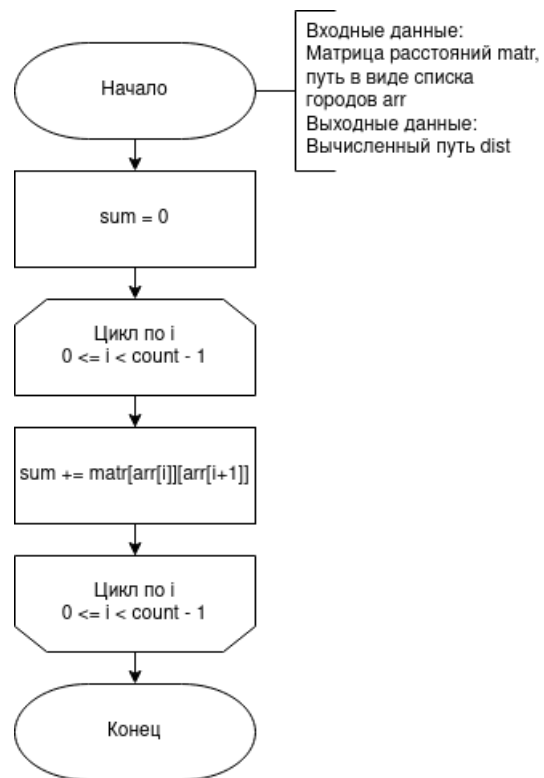 Начало
Входные данные:
Матрица расстояний matr,
путь в виде списка
городов arr
Выходные данные:
Вычисленный путь dist
sum = 0
Цикл по i
0 <= i < count - 1
sum += matr[arr[i]][arr[i+1]]
Цикл по i
0 <= i < count - 1
Конец